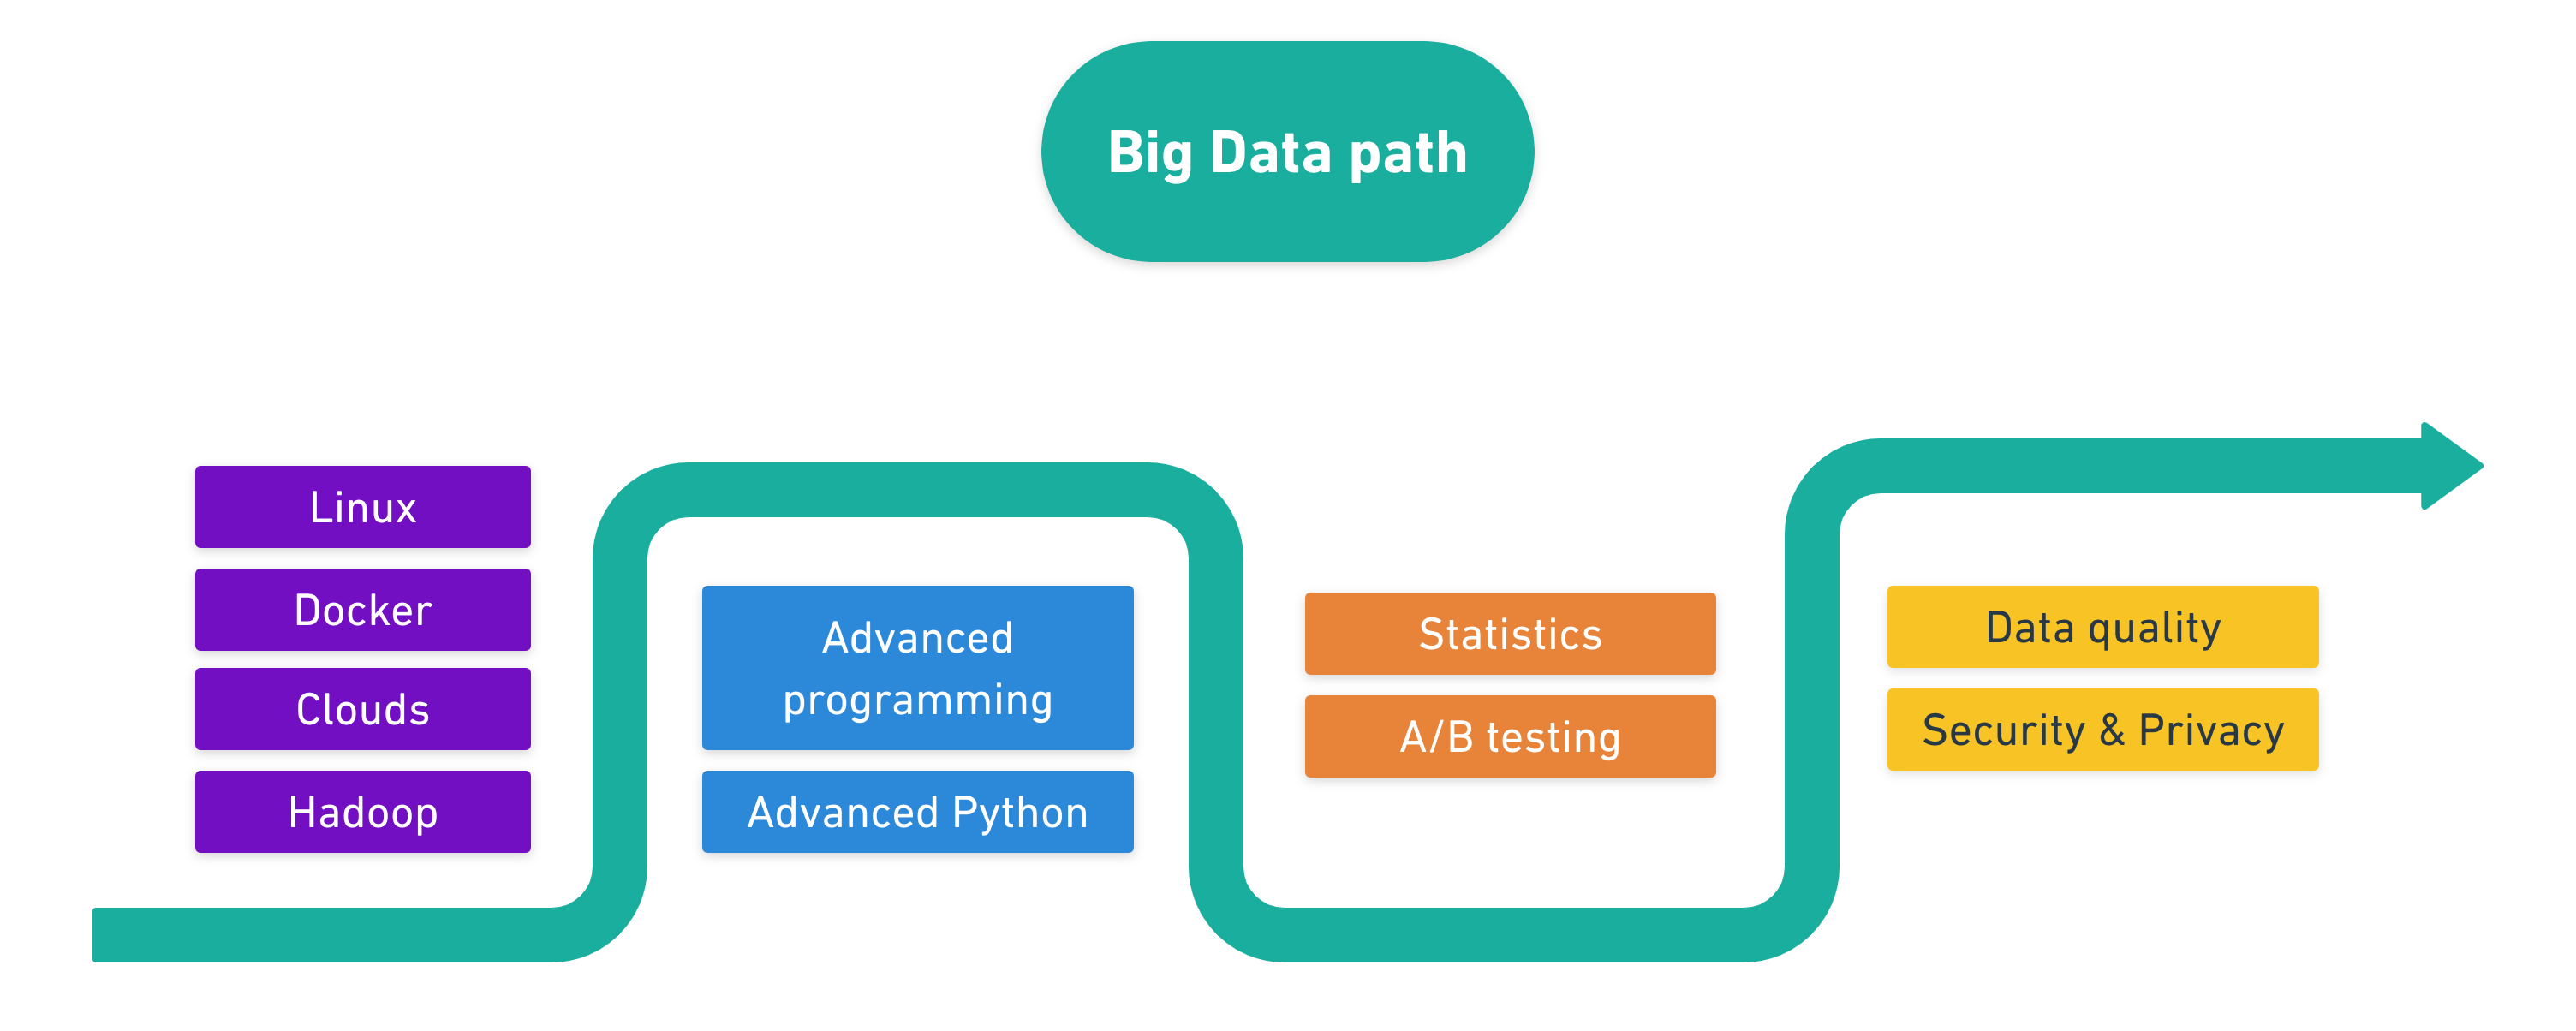 Big Data path
Linux
Docker
Clouds
Hadoop
Advanced
programming
Advanced Python
Statistics
A/B testing
Data quality
Security & Privacy